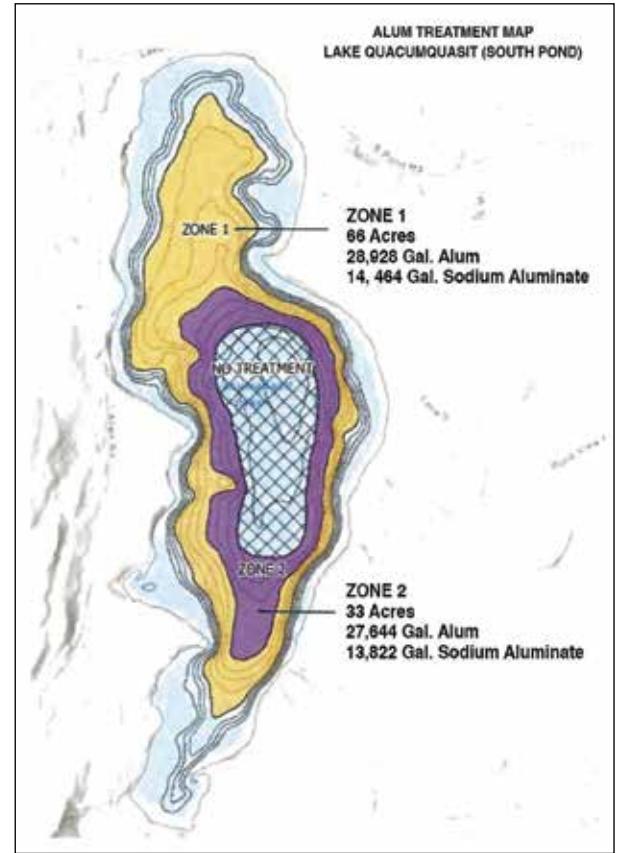 ALUM TREATMENT MAP
LAKE QUACUMQUASIT (SOUTH POND)
ZONE 1
ZONE 1
66 Acres
28,928 Gal. Alum
14, 464 Gal. Sodium Aluminate
NO TREATMENT
ZONE 2
ZONE 2
33 Acres
27,644 Gal. Alum
13,822 Gal. Sodium Aluminate